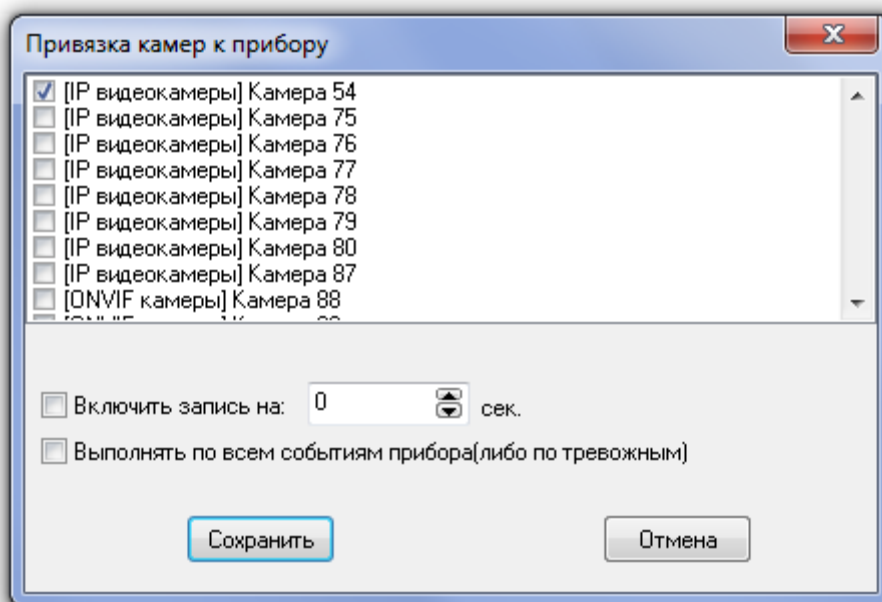 Привязка камер к прибору
[IP видеокамеры] Камера 54
[IP видеокамеры] Камера 75
[IP видеокамеры] Камера 76
[IP видеокамеры] Камера 77
[IP видеокамеры] Камера 78
[IP видеокамеры] Камера 79
[IP видеокамеры] Камера 80
[IP видеокамеры] Камера 87
[ONVIF камеры] Камера 88
Включить запись на: 0 сек.
Выполнять по всем событиям прибора(либо по тревожным)
Сохранить Отмена